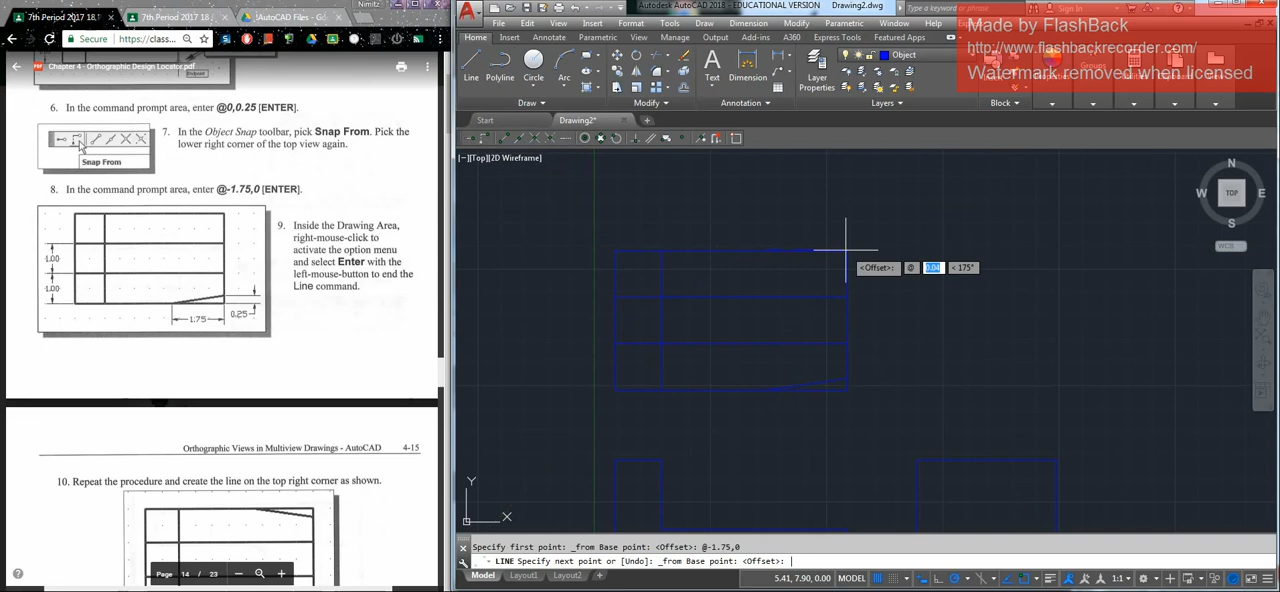 Nimitz
7th Period 2017 18
7th Period 2017 18
!AutoCAD Files - G
Secure
https://class
Chapter 4 - Orthographic Design Locator.pdf
Endpoint
6. In the command prompt area, enter @0,0.25 [ENTER].
7. In the Object Snap toolbar, pick Snap From. Pick the
lower right corner of the top view again.
Snap From
8. In the command prompt area, enter @-1.75,0 [ENTER].
1.00
1.00
1.75
0.25
9. Inside the Drawing Area,
right-mouse-click to
activate the option menu
and select Enter with the
left-mouse-button to end the
Line command.
Orthographic Views in Multiview Drawings - AutoCAD 4-15
10. Repeat the procedure and create the line on the top right corner as shown.
Page 14 / 23
Autodesk AutoCAD 2018 - EDUCATIONAL VERSION Drawing2.dwg
Type a keyword or phrase
Sign In
File Edit View Insert Format Tools Draw Dimension Modify Parametric Window Help
Home Insert Annotate Parametric View Manage Output Add-ins A360 Express Tools Featured Apps
Line Polyline Circle Arc
Text Dimension
Layer
Properties
Object
Groups
Draw Modify Annotation Layers Block
Made by FlashBack
http://www.flashbackrecorder.com/
Watermark removed when licensed
Start Drawing2*
[−][Top][2D Wireframe]
N
W TOP E
S
WCS
<Offset>: @ 0.04 < 175°
Y
X
Specify first point: _from Base point: <Offset>: @-1.75,0
LINE Specify next point or [Undo]: _from Base point: <Offset>:
Model Layout1 Layout2 +
5.41, 7.90, 0.00 MODEL 1:1